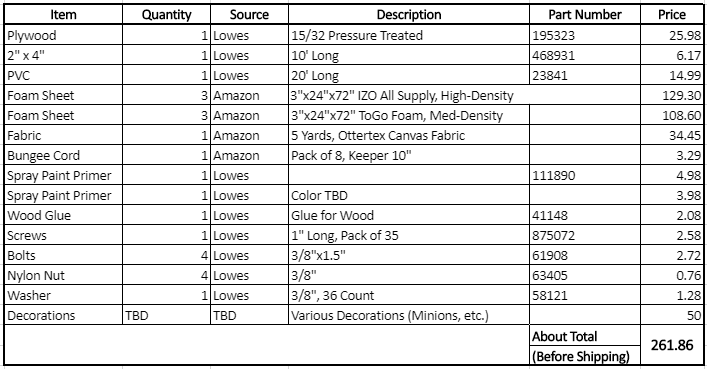 Item Quantity Source Description Part Number Price
Plywood 1 Lowes 15/32 Pressure Treated 195323 25.98
2" x 4" 1 Lowes 10' Long 468931 6.17
PVC 1 Lowes 20' Long 23841 14.99
Foam Sheet 3 Amazon 3"x24"x72" IZO All Supply, High-Density 129.30
Foam Sheet 3 Amazon 3"x24"x72" ToGo Foam, Med-Density 108.60
Fabric 1 Amazon 5 Yards, Ottertex Canvas Fabric 34.45
Bungee Cord 1 Amazon Pack of 8, Keeper 10" 3.29
Spray Paint Primer 1 Lowes 111890 4.98
Spray Paint Primer 1 Lowes Color TBD 3.98
Wood Glue 1 Lowes Glue for Wood 41148 2.08
Screws 1 Lowes 1" Long, Pack of 35 875072 2.58
Bolts 4 Lowes 3/8"x1.5" 61908 2.72
Nylon Nut 4 Lowes 3/8" 63405 0.76
Washer 1 Lowes 3/8", 36 Count 58121 1.28
Decorations TBD TBD Various Decorations (Minions, etc.) 50
About Total
(Before Shipping) 261.86